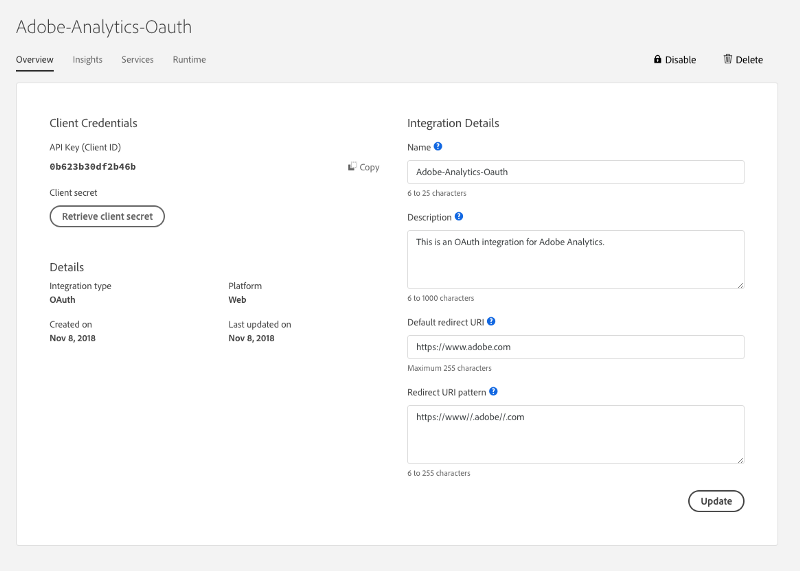 Adobe-Analytics-Oauth
Overview Insights Services Runtime Disable Delete
Client Credentials
API Key (Client ID)
0b623b30df2b46b Copy
Client secret
Retrieve client secret
Details
Integration type Platform
OAuth Web
Created on Last updated on
Nov 8, 2018 Nov 8, 2018
Integration Details
Name ?
Adobe-Analytics-Oauth
6 to 25 characters
Description ?
This is an OAuth integration for Adobe Analytics.
6 to 1000 characters
Default redirect URI ?
https://www.adobe.com
Maximum 255 characters
Redirect URI pattern ?
https://www//.adobe//.com
6 to 255 characters
Update